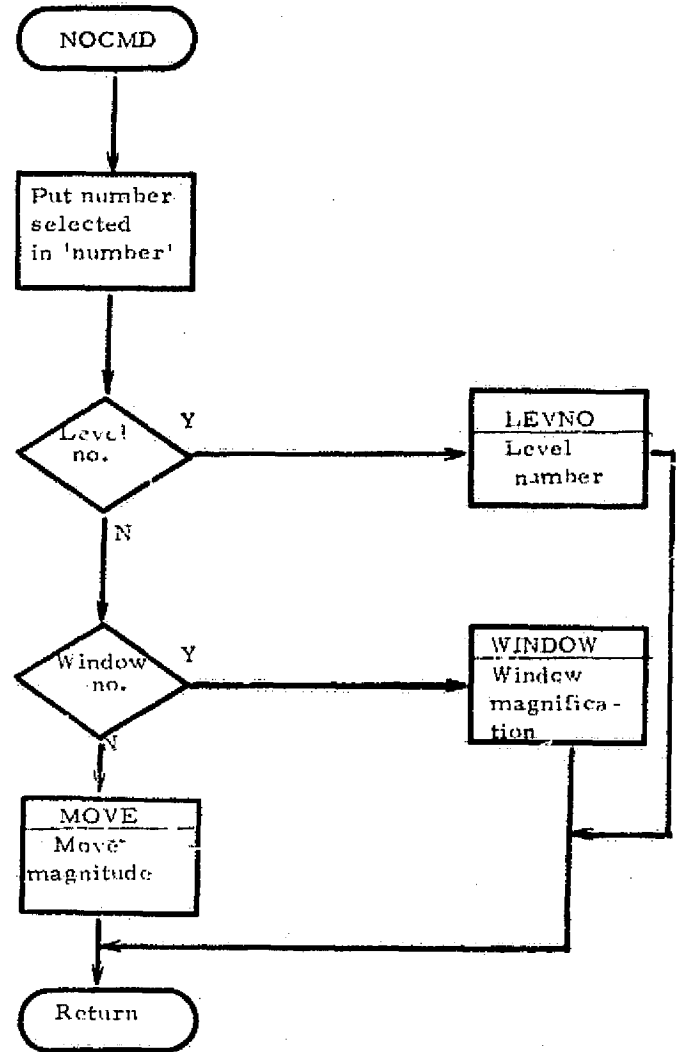 NOCMD
Put number
selected
in 'number'
Level
no.
Y
LEVNO
Level
number
N
Window
no.
Y
WINDOW
Window
magnifica-
tion
N
MOVE
Move
magnitude
Return